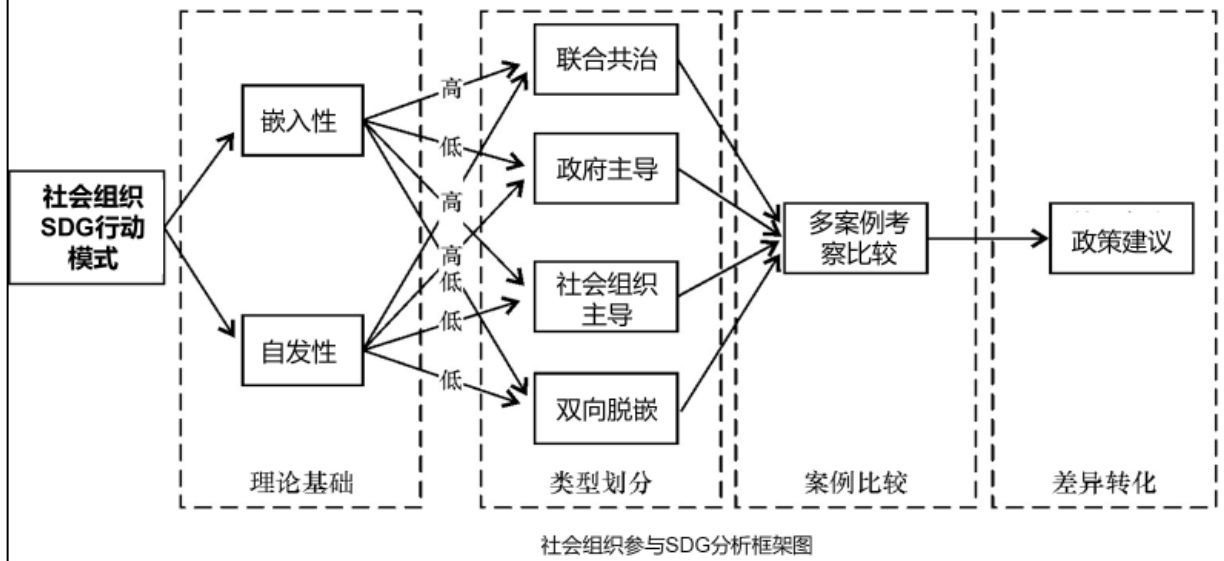 社会组织
SDG行动
模式
嵌入性
自发性
理论基础
高
低
高
高
低
低
低
联合共治
政府主导
社会组织
主导
双向脱嵌
类型划分
多案例考
察比较
案例比较
政策建议
差异转化
社会组织参与SDG分析框架图